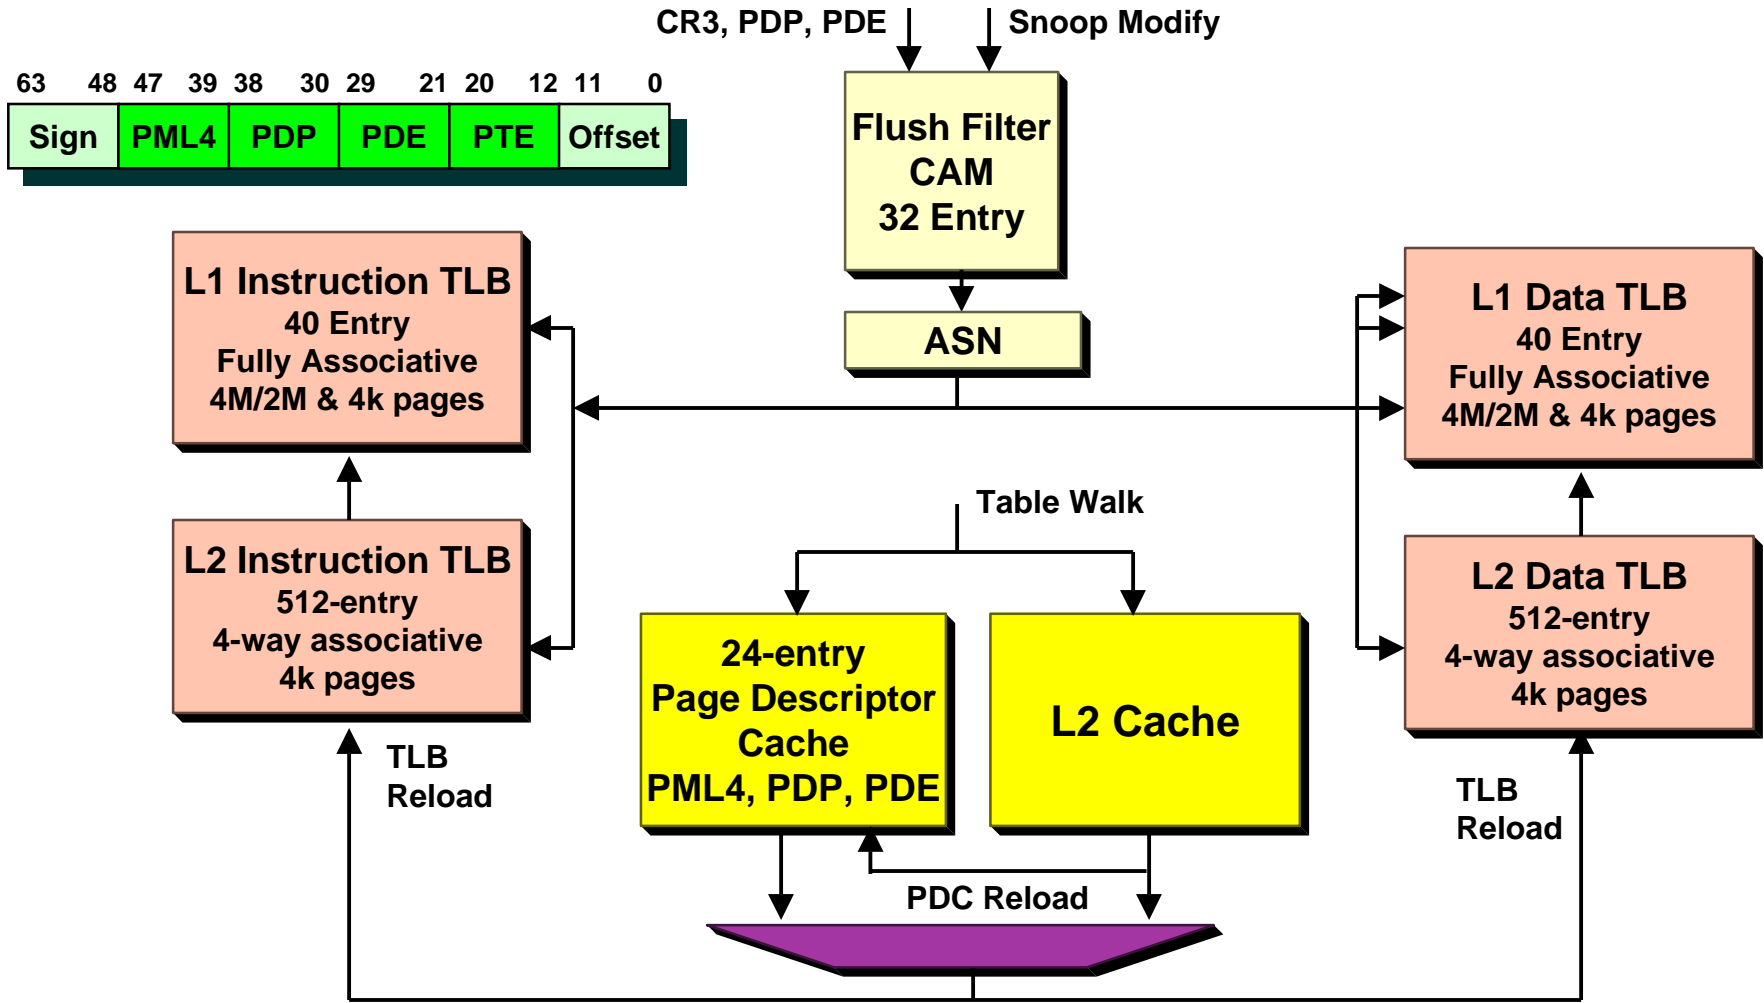 CR3, PDP, PDE Snoop Modify
63 48 47 39 38 30 29 21 20 12 11 0
Sign PML4 PDP PDE PTE Offset
Flush Filter
CAM
32 Entry
ASN
L1 Instruction TLB
40 Entry
Fully Associative
4M/2M & 4k pages
L1 Data TLB
40 Entry
Fully Associative
4M/2M & 4k pages
Table Walk
L2 Instruction TLB
512-entry
4-way associative
4k pages
24-entry
Page Descriptor
Cache
PML4, PDP, PDE
L2 Cache
L2 Data TLB
512-entry
4-way associative
4k pages
TLB
Reload
PDC Reload
TLB
Reload